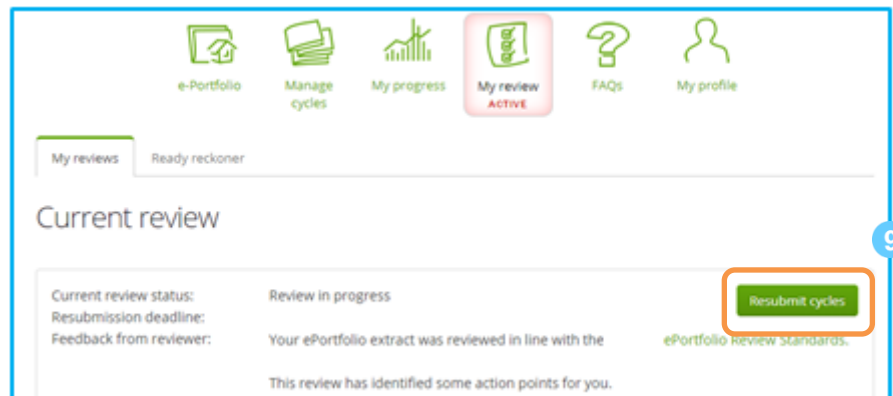 e-Portfolio
Manage cycles
My progress
My review
ACTIVE
FAQs
My profile
My reviews Ready reckoner
Current review
9
Current review status: Review in progress Resubmit cycles
Resubmission deadline:
Feedback from reviewer: Your ePortfolio extract was reviewed in line with the ePortfolio Review Standards.
This review has identified some action points for you.